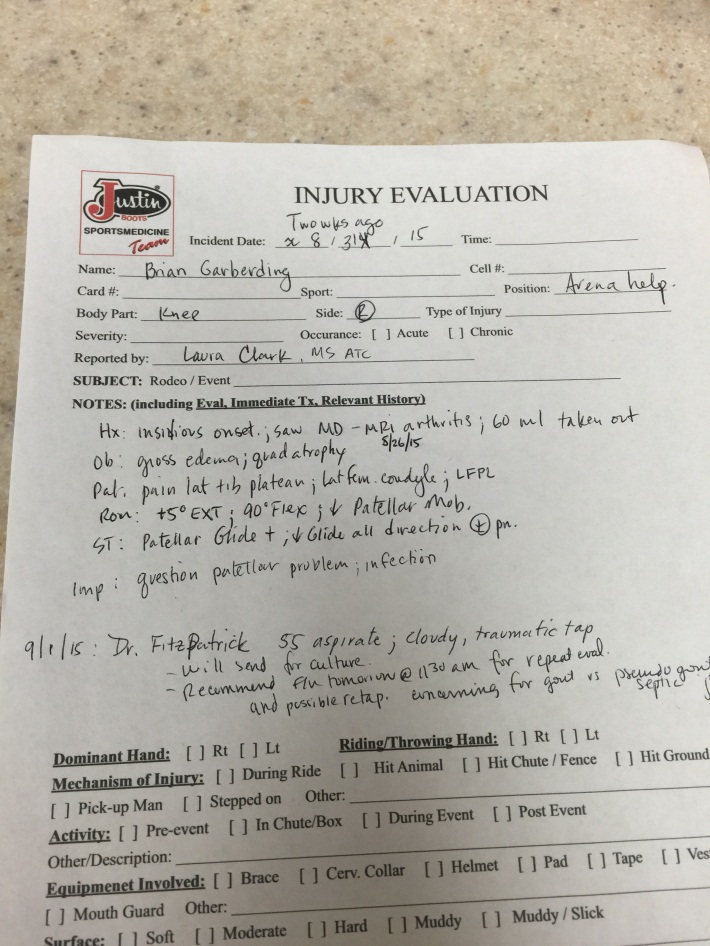 Justin
BOOTS
SPORTSMEDICINE
Team
INJURY EVALUATION
Two wks ago
Incident Date: 8 / 31 / 15 Time:
Name: Brian Garberding Cell #:
Card #: Sport: Position: Arena help.
Body Part: Knee Side: R Type of Injury
Severity: Occurance: [ ] Acute [ ] Chronic
Reported by: Laura Clark, MS ATC
SUBJECT: Rodeo / Event
NOTES: (including Eval, Immediate Tx, Relevant History)
Hx: insidious onset; saw MD - MRI arthritis; 60 ml taken out
8/26/15
Ob: gross edema; quad atrophy
Pal: pain lat tib plateau; lat fem. condyle; LFPL
Rom: +5° EXT; 90° Flex; ↓ Patellar Mob.
ST: Patellar Glide +; ↓ Glide all direction + pn.
Imp: question patellar problem; infection
9/1/15: Dr. FitzPatrick 55 aspirate; cloudy, traumatic tap
- will send for culture.
- Recommend F/u tomorrow @ 1130 am for repeat eval.
and possible retap. concerning for gout vs pseudo gout
septic
Dominant Hand: [ ] Rt [ ] Lt Riding/Throwing Hand: [ ] Rt [ ] Lt
Mechanism of Injury: [ ] During Ride [ ] Hit Animal [ ] Hit Chute / Fence [ ] Hit Ground
[ ] Pick-up Man [ ] Stepped on Other:
Activity: [ ] Pre-event [ ] In Chute/Box [ ] During Event [ ] Post Event
Other/Description:
Equipmenet Involved: [ ] Brace [ ] Cerv. Collar [ ] Helmet [ ] Pad [ ] Tape [ ] Ves
[ ] Mouth Guard Other:
Surface: [ ] Soft [ ] Moderate [ ] Hard [ ] Muddy [ ] Muddy / Slick